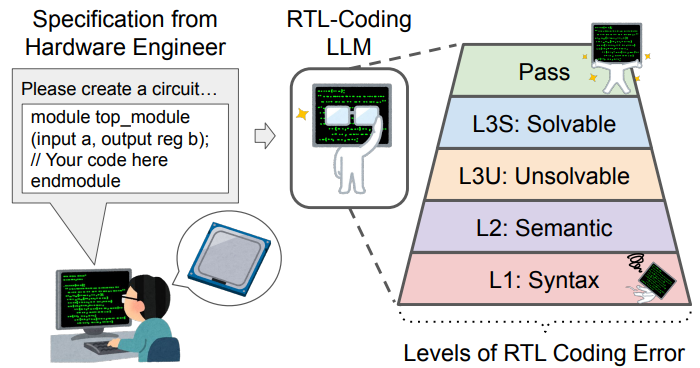 Specification from
Hardware Engineer
Please create a circuit…
module top_module
(input a, output reg b);
// Your code here
endmodule
RTL-Coding
LLM
Pass
L3S: Solvable
L3U: Unsolvable
L2: Semantic
L1: Syntax
Levels of RTL Coding Error